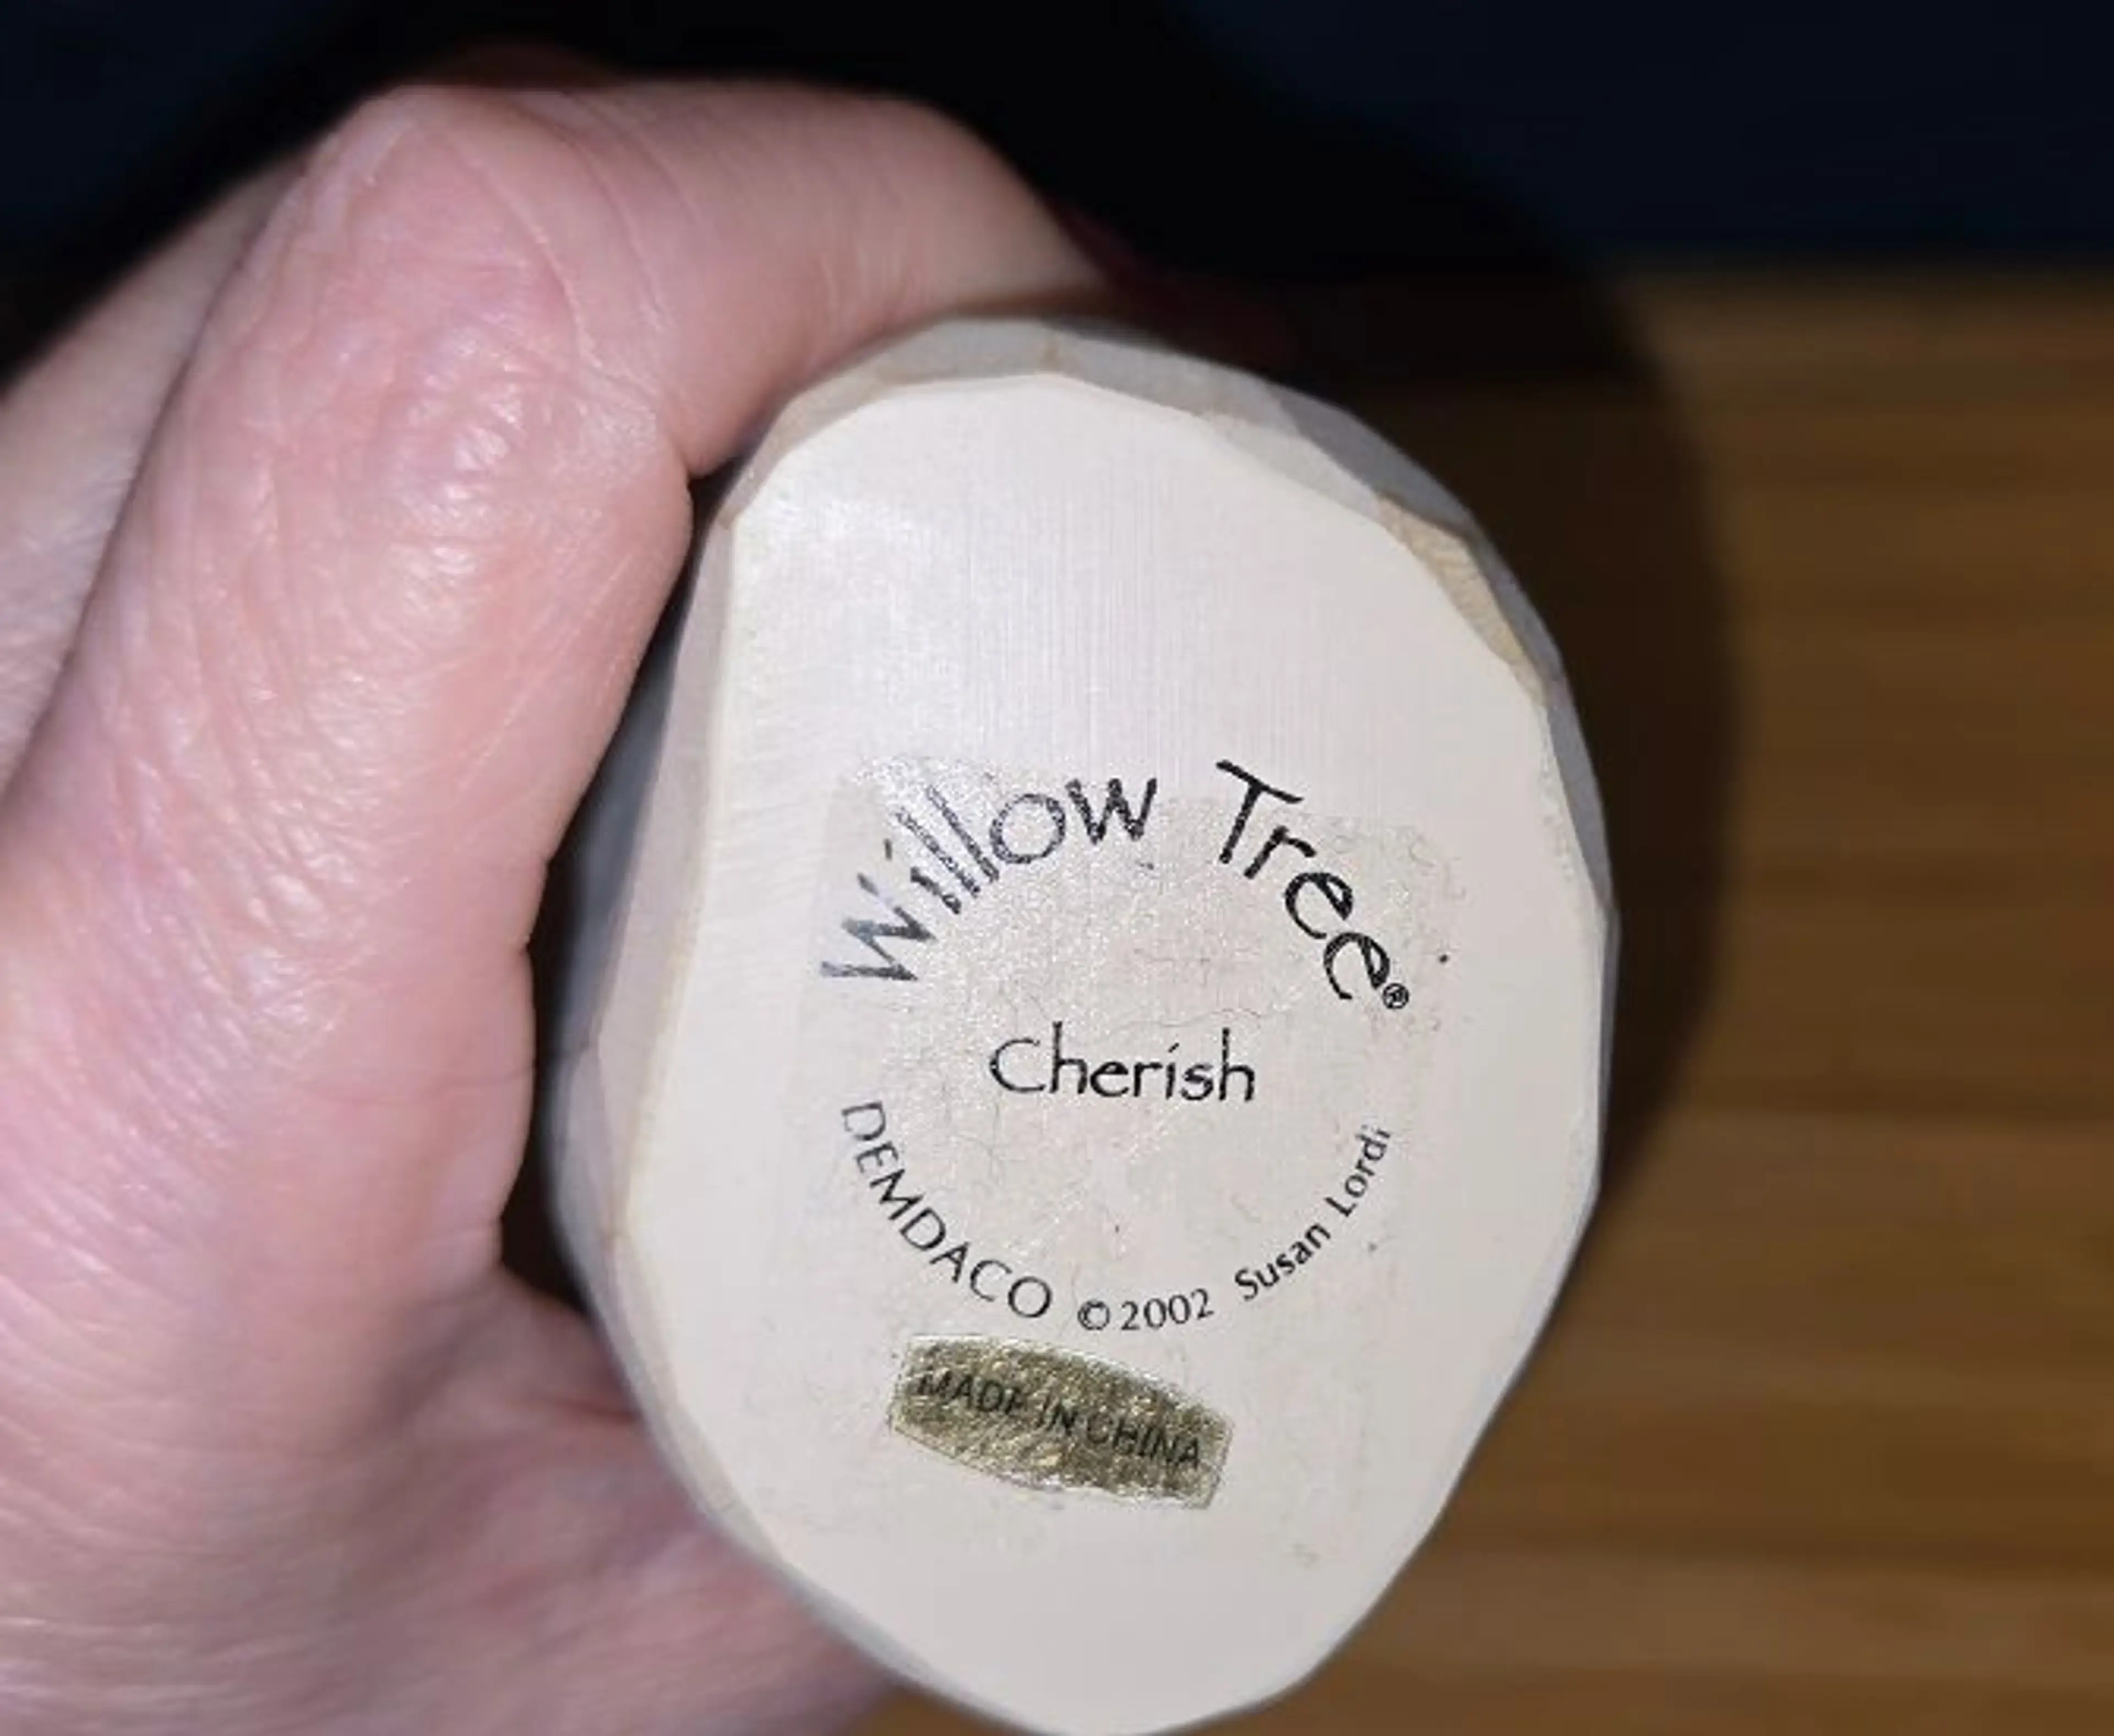 Willow Tree®
Cherish
DEMDACO ©2002 Susan Lordi
MADE IN CHINA